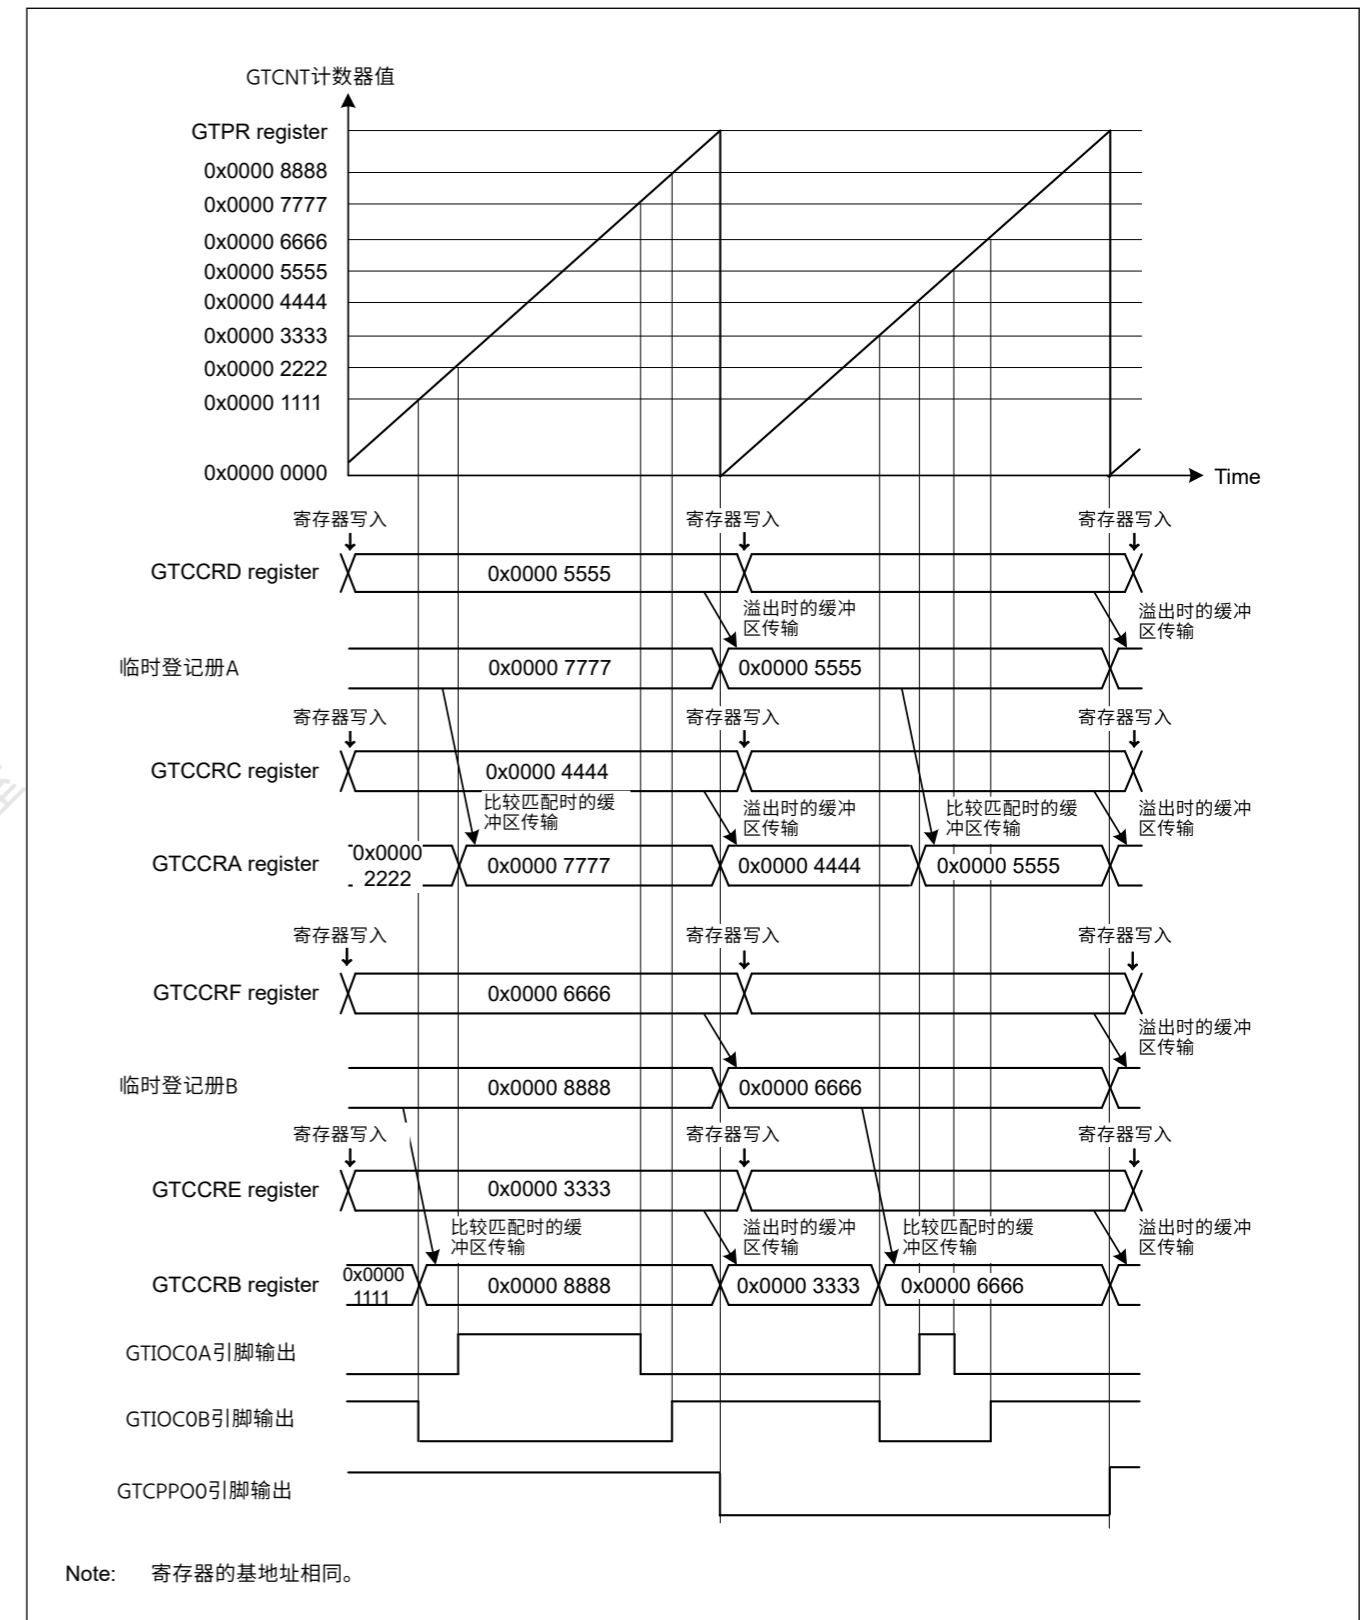 GTCNT计数器值
GTPR register
0x0000 8888
0x0000 7777
0x0000 6666
0x0000 5555
0x0000 4444
0x0000 3333
0x0000 2222
0x0000 1111
0x0000 0000
Time
寄存器写入 寄存器写入 寄存器写入
GTCCRD register 0x0000 5555
溢出时的缓冲 溢出时的缓冲
区传输 区传输
临时登记册A 0x0000 7777 0x0000 5555
寄存器写入 寄存器写入 寄存器写入
GTCCRC register 0x0000 4444
比较匹配时的缓 溢出时的缓冲 比较匹配时的缓 溢出时的缓冲
冲区传输 区传输 冲区传输 区传输
GTCCRA register 0x0000 2222 0x0000 7777 0x0000 4444 0x0000 5555
寄存器写入 寄存器写入 寄存器写入
GTCCRF register 0x0000 6666
溢出时的缓冲
区传输
临时登记册B 0x0000 8888 0x0000 6666
寄存器写入 寄存器写入 寄存器写入
GTCCRE register 0x0000 3333
比较匹配时的缓 溢出时的缓冲 比较匹配时的缓 溢出时的缓冲
冲区传输 区传输 冲区传输 区传输
GTCCRB register 0x0000 1111 0x0000 8888 0x0000 3333 0x0000 6666
GTIOC0A引脚输出
GTIOC0B引脚输出
GTCPPO0引脚输出
Note: 寄存器的基地址相同。